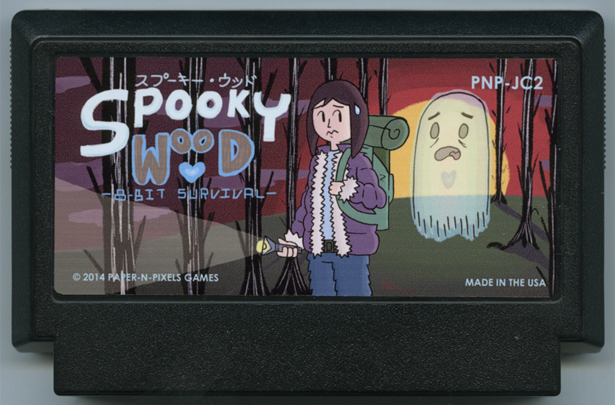 スプーキー・ウッド
PNP-JC2
SPOOKY
WOOD
-8-BIT SURVIVAL-
© 2014 PAPER-N-PIXELS GAMES
MADE IN THE USA